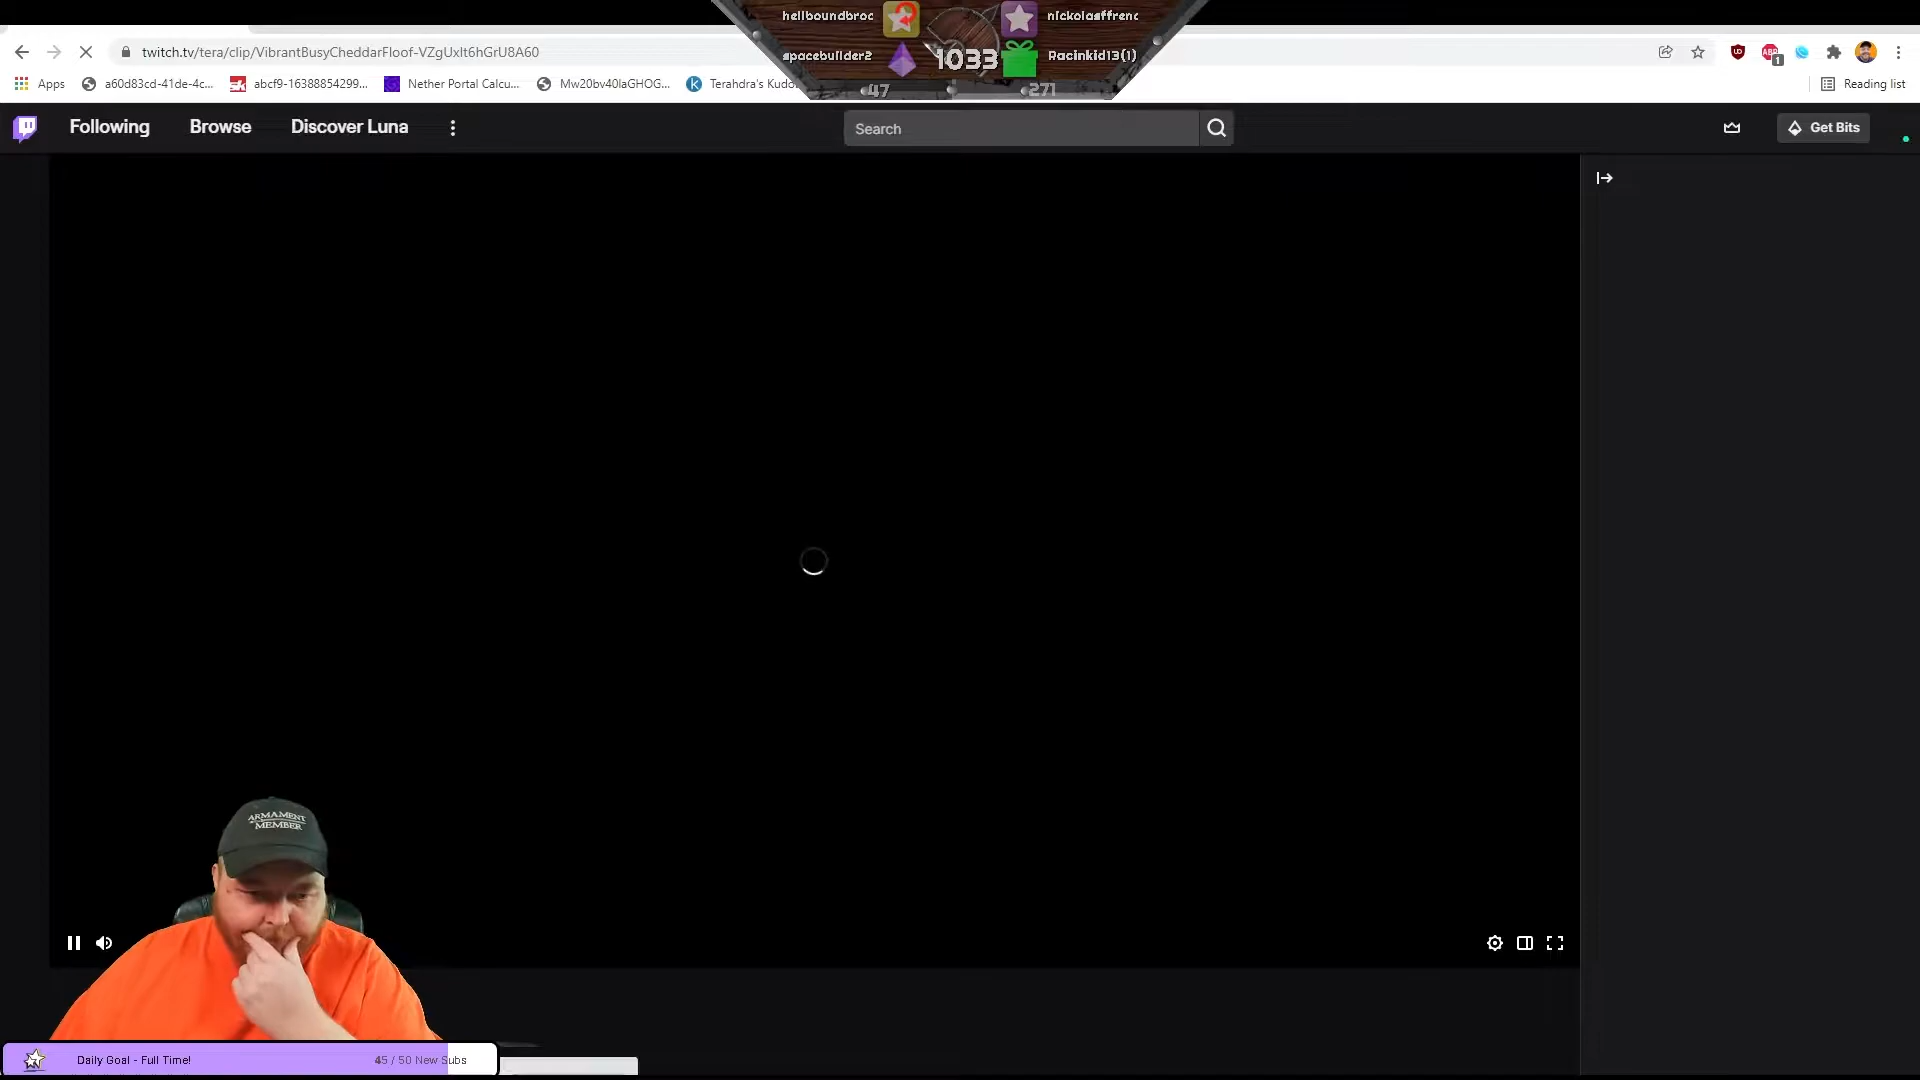 hellboundbroc
nickolasffrenc
spacebuilder2
1033
Racinkid13(1)
47
271
twitch.tv/tera/clip/VibrantBusyCheddarFloof-VZgUxIt6hGrU8A60
1
Apps
a60d83cd-41de-4c...
abcf9-16388854299...
Nether Portal Calcu...
Mw20bv40laGHOG...
Terahdra's Kudo
Reading list
Following
Browse
Discover Luna
Search
Get Bits
ARMAMENT
MEMBER
Daily Goal - Full Time!
45 / 50 New Subs